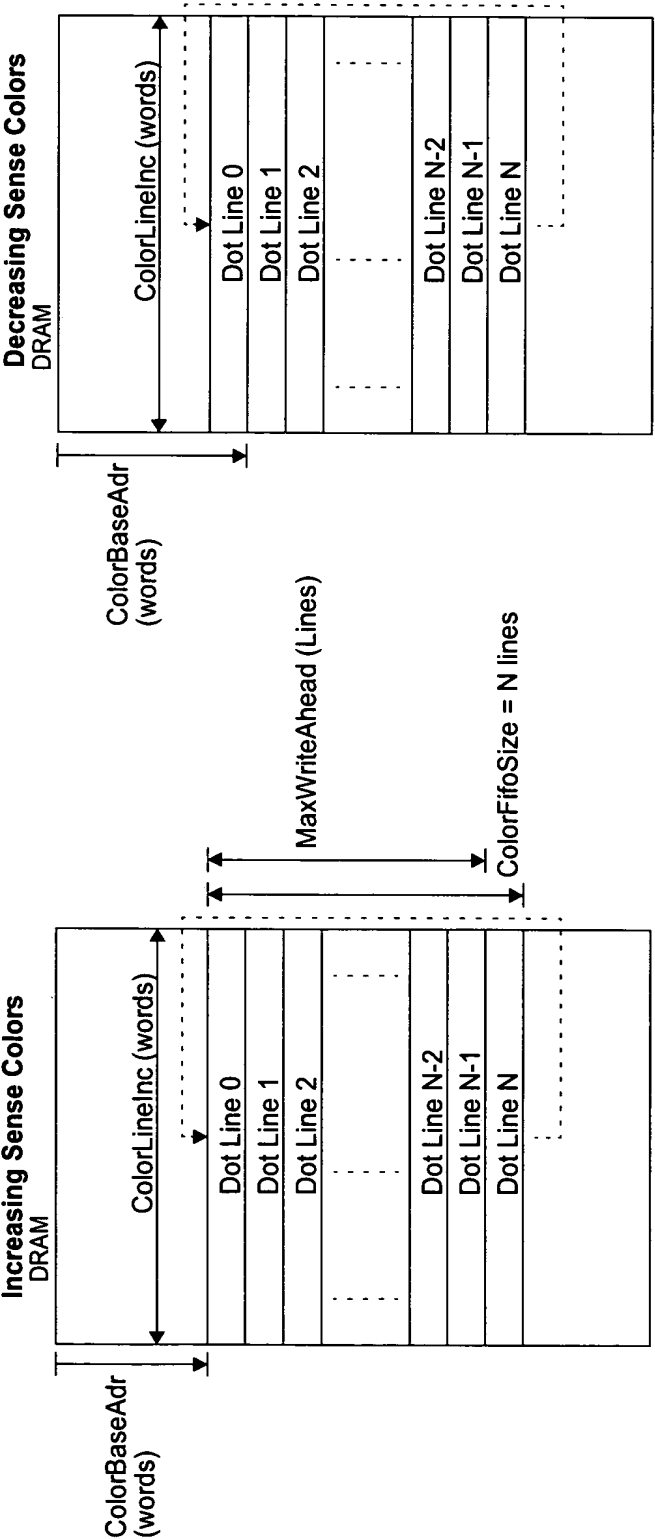 Increasing Sense Colors
DRAM
ColorBaseAdr
(words)
ColorLineInc (words)
Dot Line 0
Dot Line 1
Dot Line 2
Dot Line N-2
Dot Line N-1
Dot Line N
MaxWriteAhead (Lines)
ColorFifoSize = N lines
Decreasing Sense Colors
DRAM
ColorBaseAdr
(words)
ColorLineInc (words)
Dot Line 0
Dot Line 1
Dot Line 2
Dot Line N-2
Dot Line N-1
Dot Line N